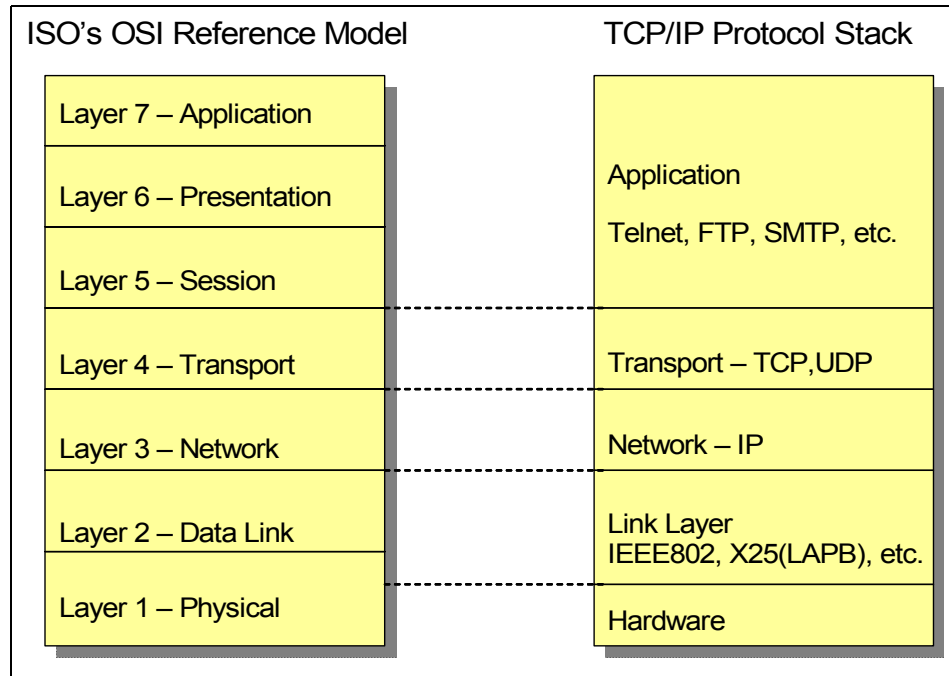 ISO's OSI Reference Model
Layer 7 – Application
Layer 6 – Presentation
Layer 5 – Session
Layer 4 – Transport
Layer 3 – Network
Layer 2 – Data Link
Layer 1 – Physical
TCP/IP Protocol Stack
Application
Telnet, FTP, SMTP, etc.
Transport – TCP,UDP
Network – IP
Link Layer
IEEE802, X25(LAPB), etc.
Hardware